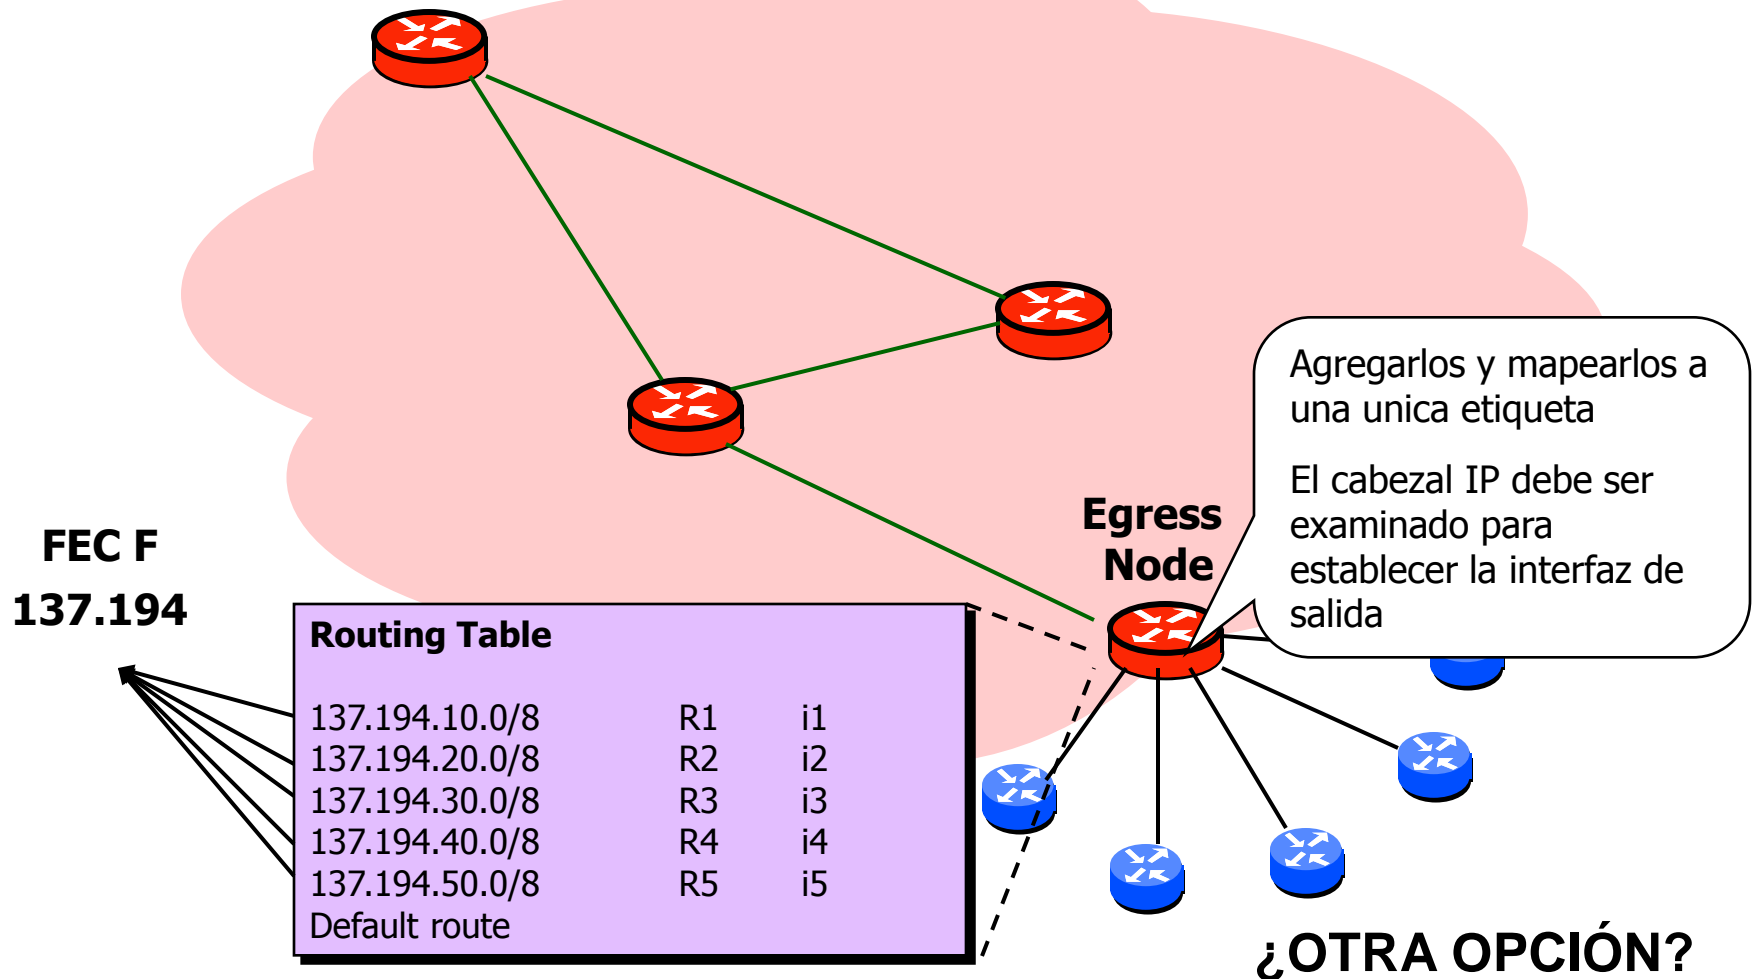 Agregarlos y mapearlos a
una unica etiqueta
El cabezal IP debe ser
examinado para
establecer la interfaz de
salida
Egress
Node
FEC F
137.194
Routing Table
137.194.10.0/8 R1 i1
137.194.20.0/8 R2 i2
137.194.30.0/8 R3 i3
137.194.40.0/8 R4 i4
137.194.50.0/8 R5 i5
Default route
¿OTRA OPCIÓN?